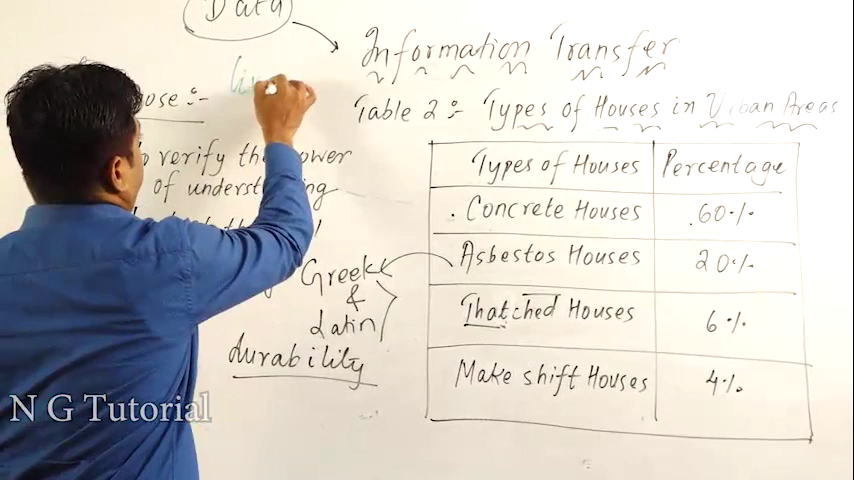 Data
Information Transfer
Table 2:- Types of Houses in Urban Areas
ose :-
verify the power
of understanding
Types of Houses Percentage
Concrete Houses 60%
Asbestos Houses 20%
Thatched Houses 6%
Make shift Houses 4%
Greek
&
Latin
durability
N G Tutorial